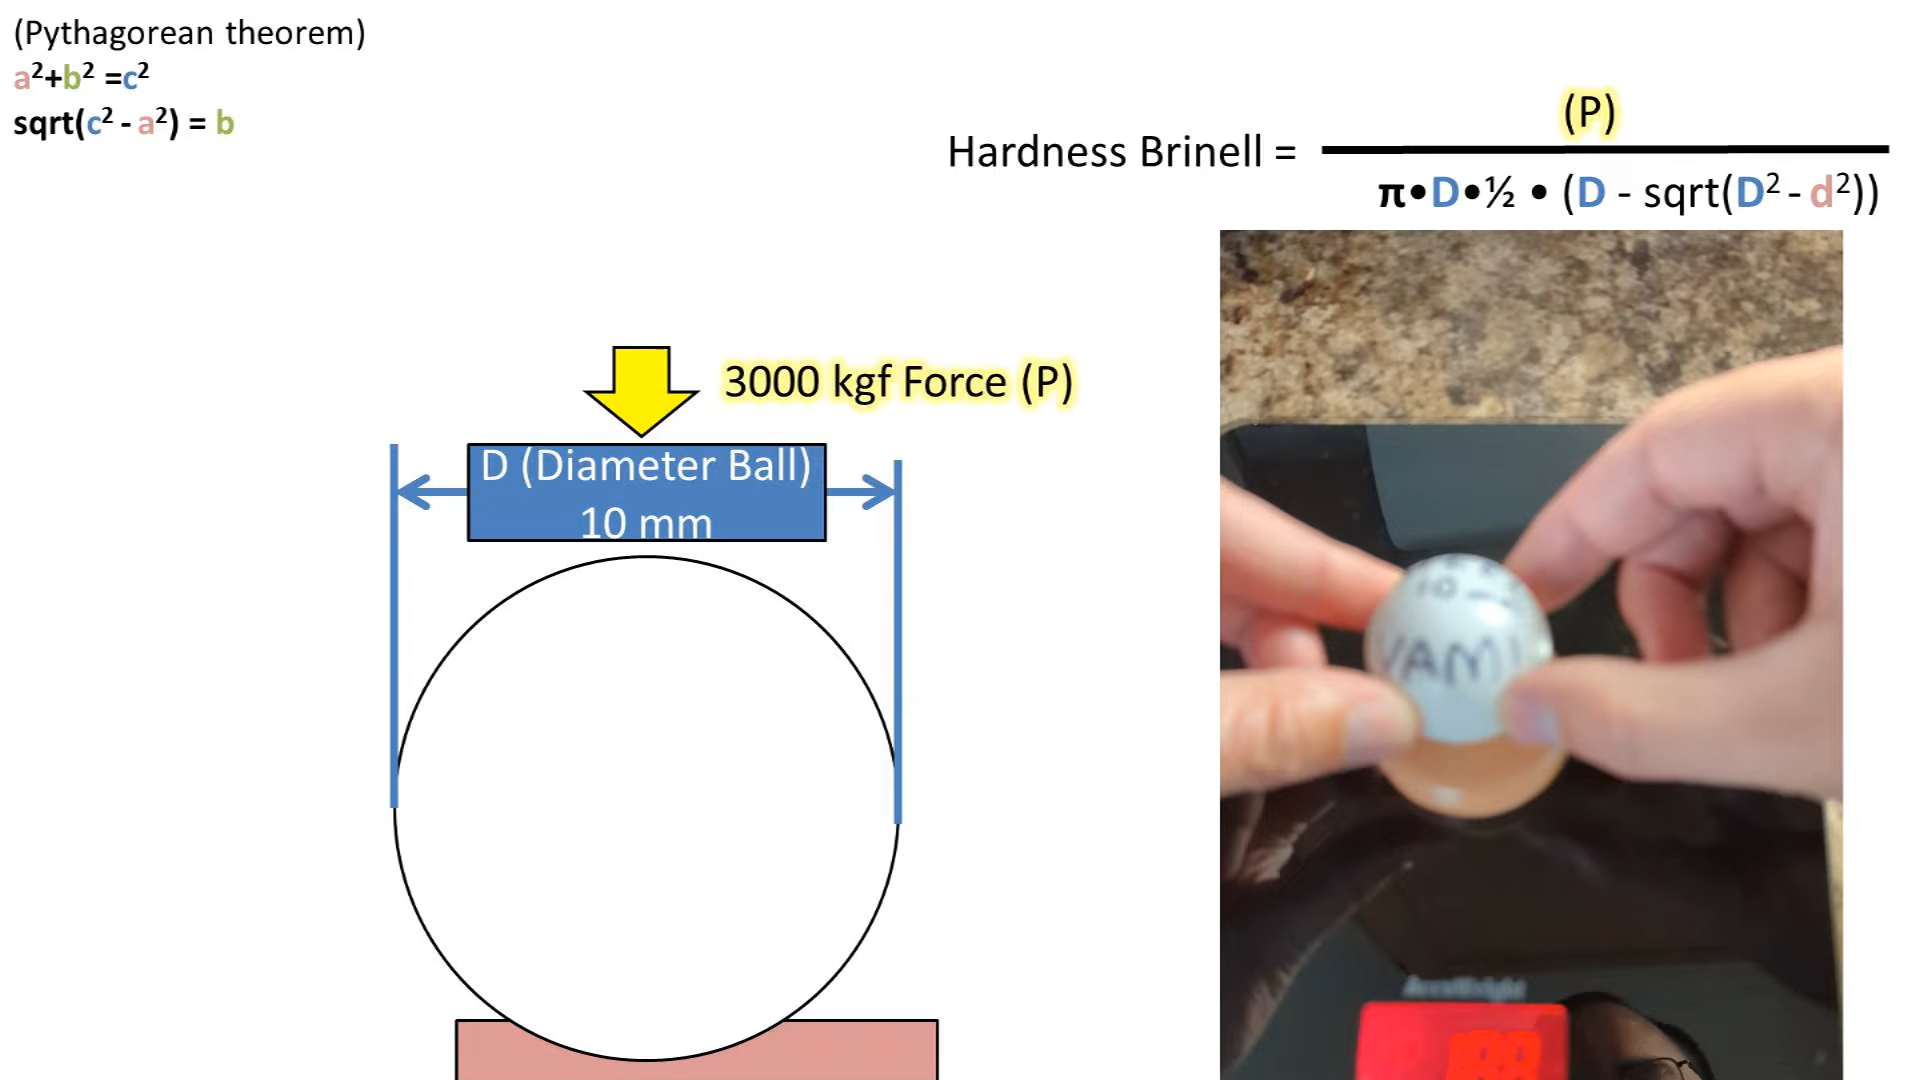 (Pythagorean theorem)
a²+b² =c²
sqrt(c² - a²) = b
(P)
Hardness Brinell =
π•D•½ • (D - sqrt(D² - d²))
3000 kgf Force (P)
D (Diameter Ball)
10 mm
10